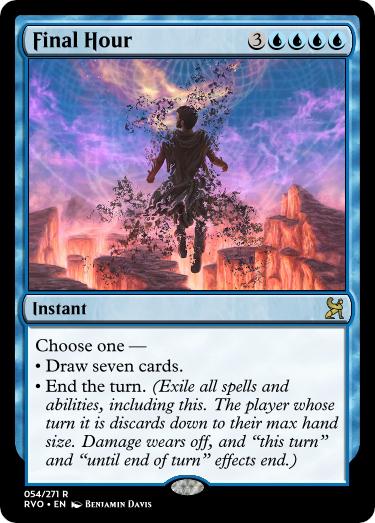 Final Hour 3
Instant
Choose one —
• Draw seven cards.
• End the turn. (Exile all spells and
abilities, including this. The player whose
turn it is discards down to their max hand
size. Damage wears off, and “this turn”
and “until end of turn” effects end.)
054/271 R
RVO • EN Benjamin Davis